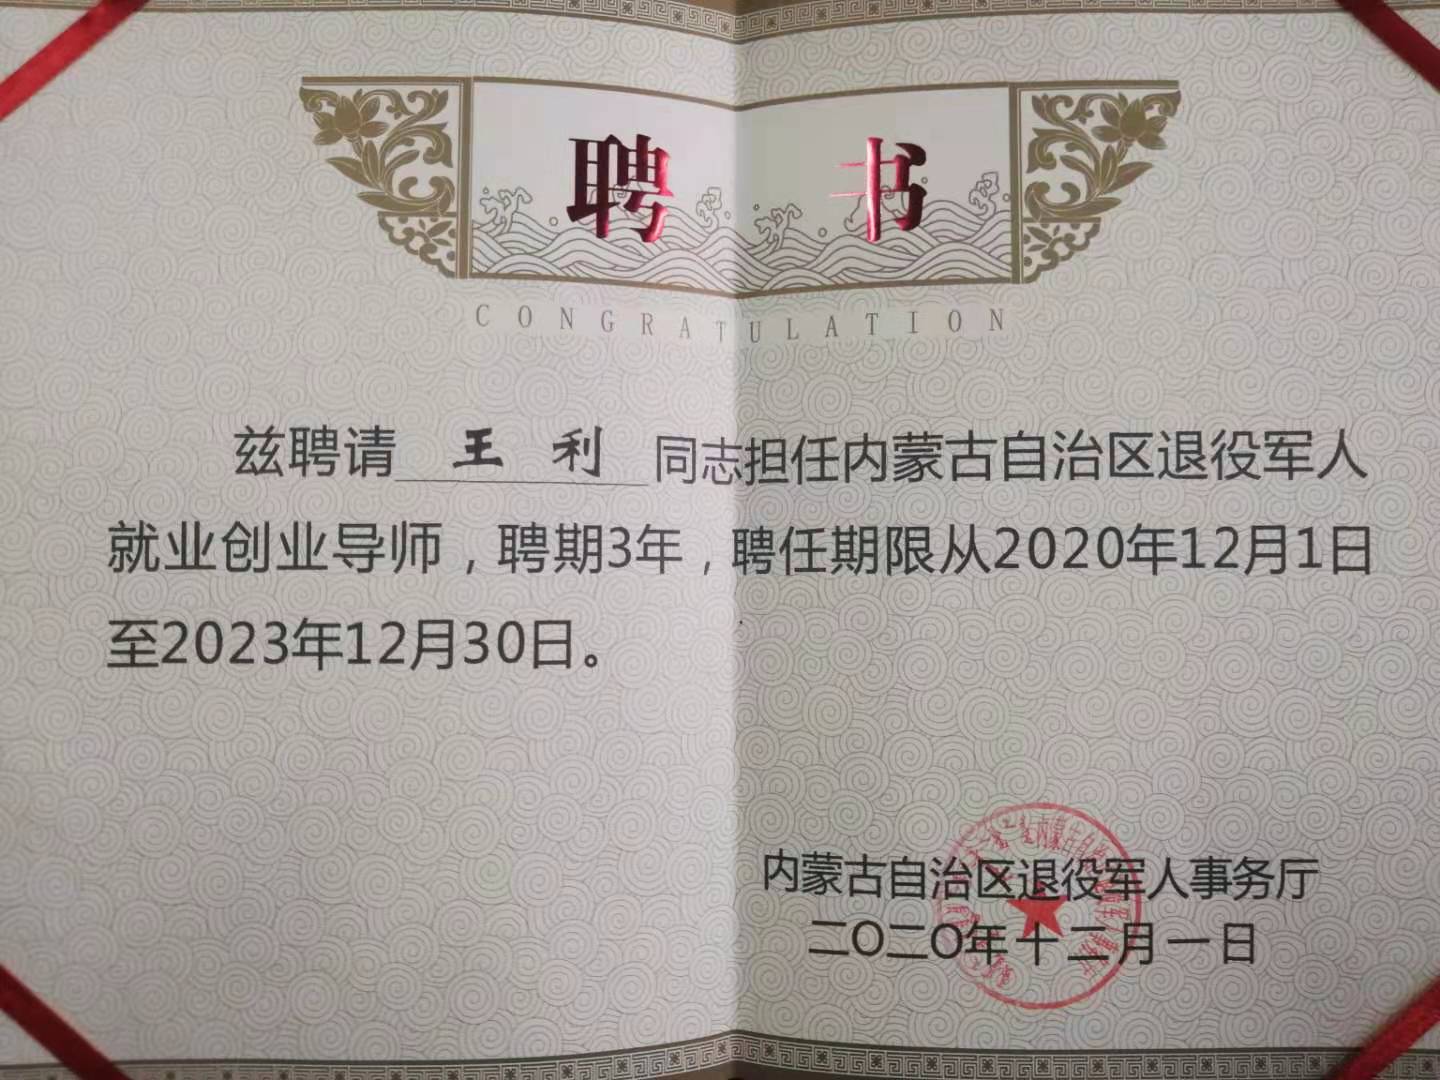 聘书
CONGRATULATION
兹聘请 王 利 同志担任内蒙古自治区退役军人
就业创业导师，聘期3年，聘任期限从2020年12月1日
至2023年12月30日。
内蒙古自治区退役军人事务厅
二〇二〇年十二月一日